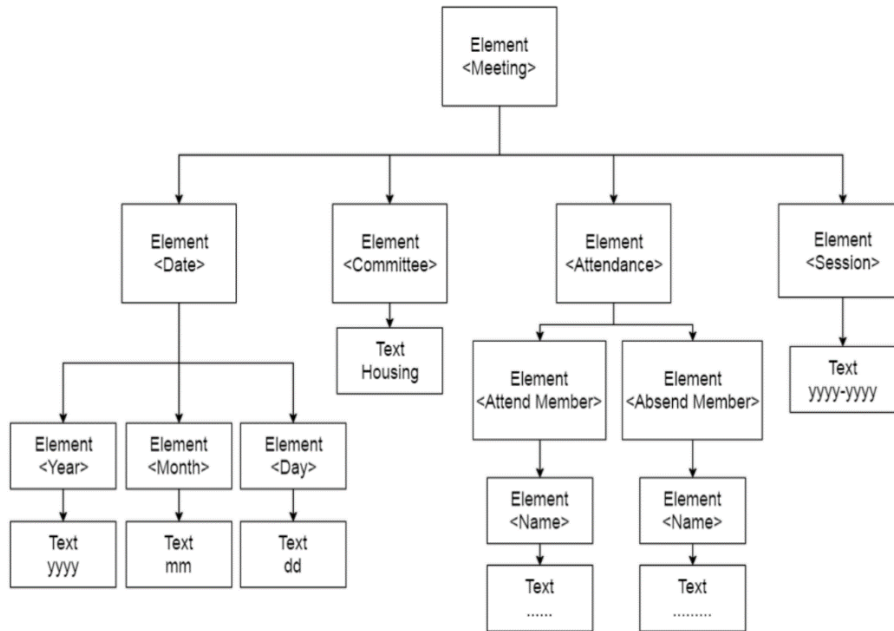 Element
<Meeting>
Element
<Date>
Element
<Committee>
Element
<Attendance>
Element
<Session>
Text
Housing
Element
<Attend Member>
Element
<Absend Member>
Text
yyyy-yyyy
Element
<Year>
Element
<Month>
Element
<Day>
Element
<Name>
Element
<Name>
Text
yyyy
Text
mm
Text
dd
Text
......
Text
.........